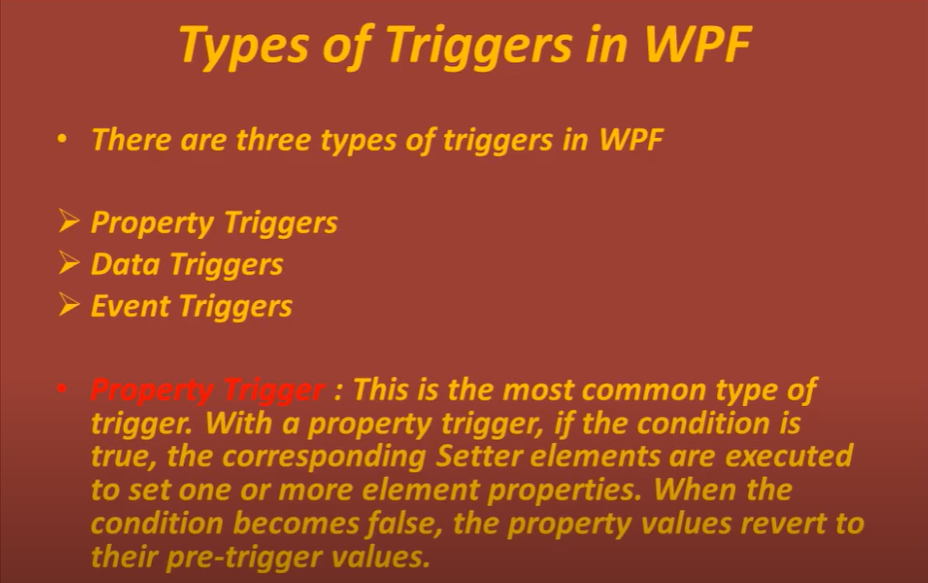 Types of Triggers in WPF
• There are three types of triggers in WPF
➢ Property Triggers
➢ Data Triggers
➢ Event Triggers
• Property Trigger : This is the most common type of
trigger. With a property trigger, if the condition is
true, the corresponding Setter elements are executed
to set one or more element properties. When the
condition becomes false, the property values revert to
their pre-trigger values.